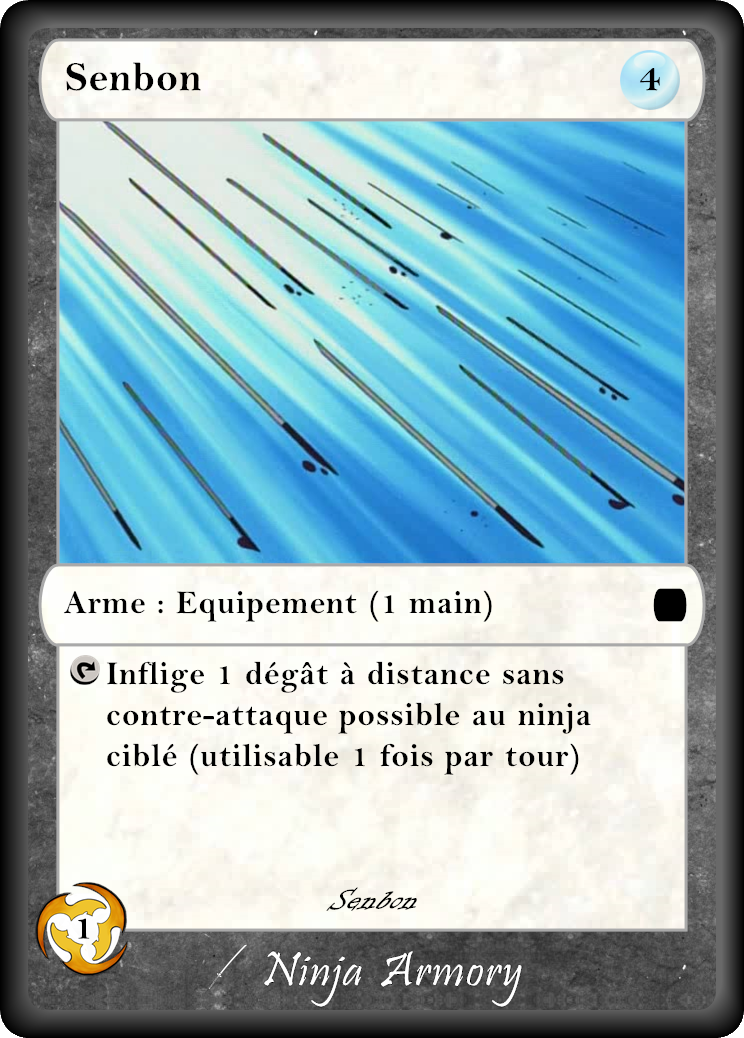 Senbon
4
Arme : Equipement (1 main)
Inflige 1 dégât à distance sans
contre-attaque possible au ninja
ciblé (utilisable 1 fois par tour)
Senbon
1
Ninja Armory